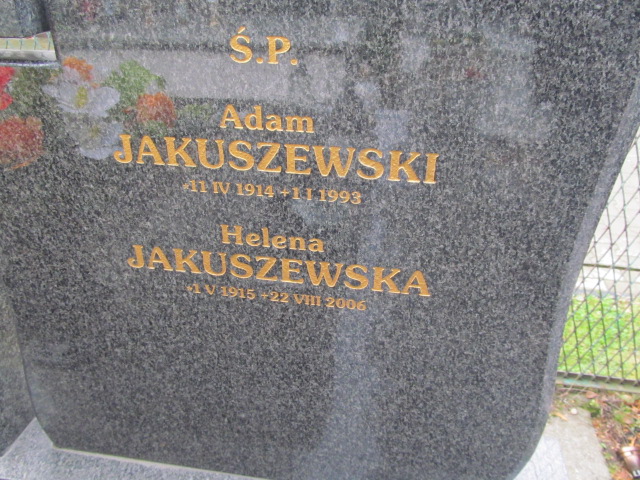 Ś.P.
Adam
JAKUSZEWSKI
*11 IV 1914 +1 I 1993
Helena
JAKUSZEWSKA
*1 V 1915 +22 VIII 2006